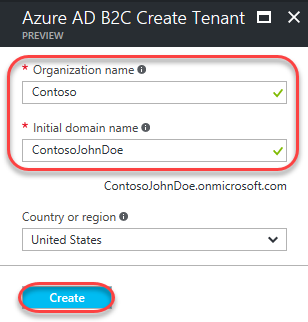 Azure AD B2C Create Tenant
PREVIEW
* Organization name
Contoso
* Initial domain name
ContosoJohnDoe
ContosoJohnDoe.onmicrosoft.com
Country or region
United States
Create